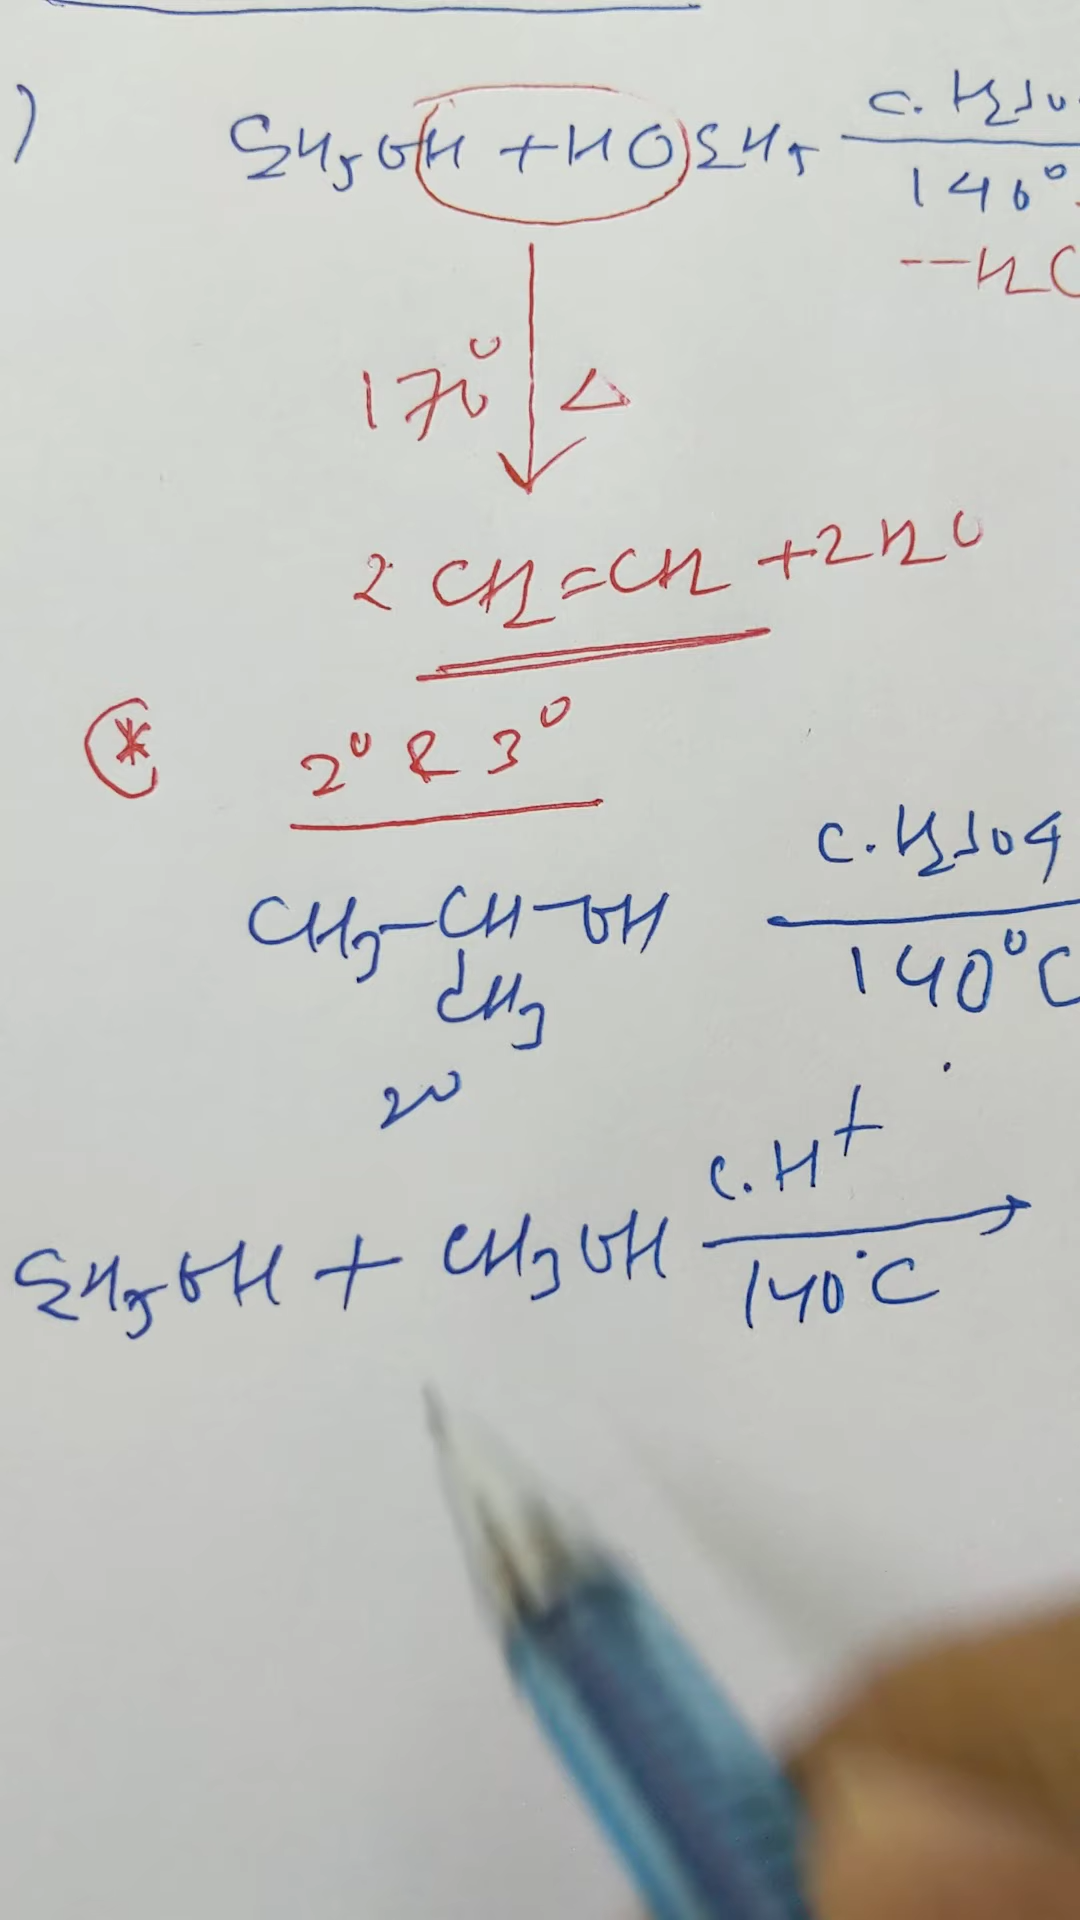 )
C2H5OH + HOC2H5 C. H2SO
140°
--H2O
170° Δ
2 CH2=CH2 + 2H2O
(* 2° & 3°
CH3-CH-OH C. H2SO4
140°C
CH3
2°
C2H5OH + CH3OH C.H+
140°C